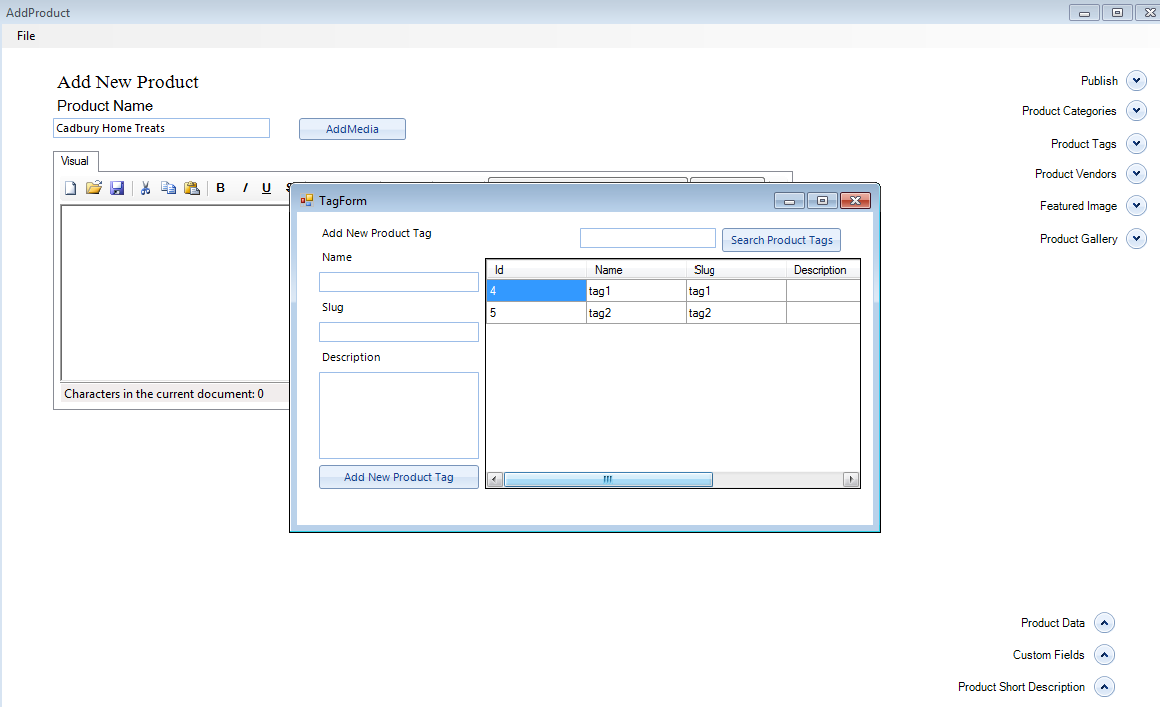 AddProduct
File
Add New Product
Product Name
Cadbury Home Treats
AddMedia
Visual
B I U
Characters in the current document: 0
TagForm
Add New Product Tag
Name
Slug
Description
Add New Product Tag
Search Product Tags
Id Name Slug Description
4 tag1 tag1
5 tag2 tag2
Publish
Product Categories
Product Tags
Product Vendors
Featured Image
Product Gallery
Product Data
Custom Fields
Product Short Description